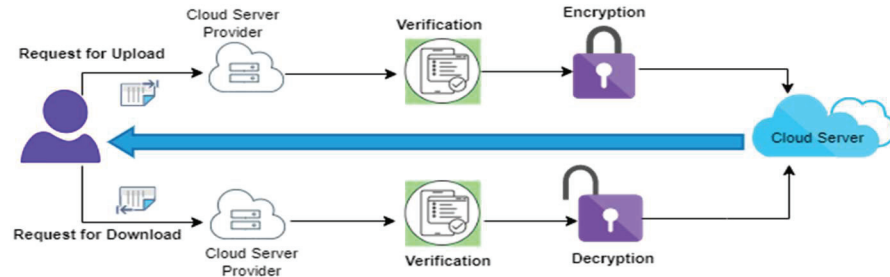 Cloud Server
Provider
Verification
Encryption
Request for Upload
Cloud Server
Request for Download
Cloud Server
Provider
Verification
Decryption